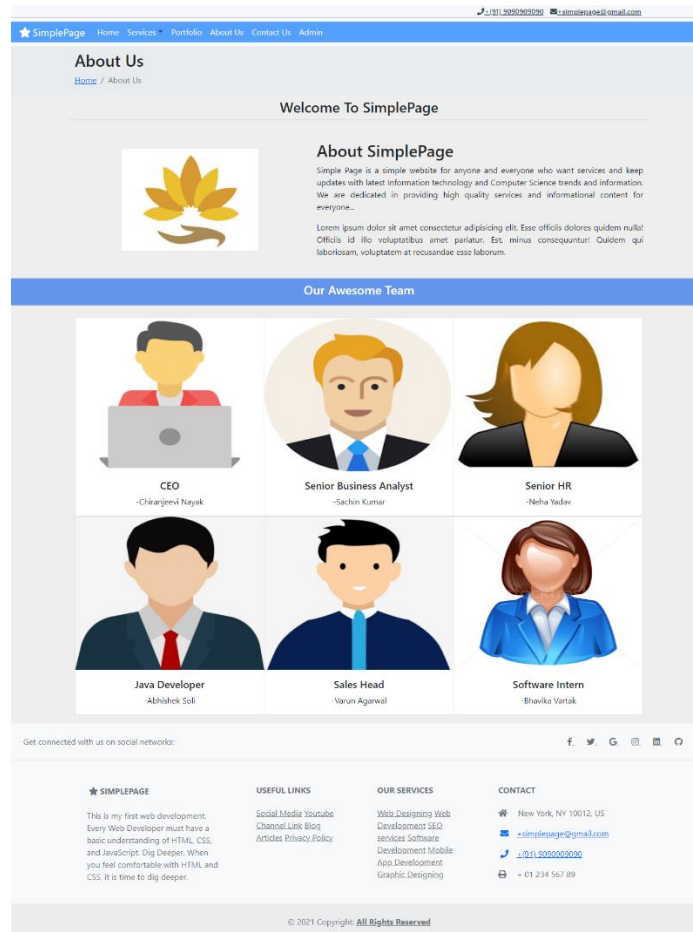 +(91) 9090909090 +simplepage@gmail.com
SimplePage Home Services Portfolio About Us Contact Us Admin
About Us
Home / About Us
Welcome To SimplePage
About SimplePage
Simple Page is a simple website for anyone and everyone who want services and keep
updates with latest Information technology and Computer Science trends and information.
We are dedicated in providing high quality services and informational content for
everyone..
Lorem ipsum dolor sit amet consectetur adipisicing elit. Esse officiis dolores quidem nulla!
Officiis id illo voluptatibus amet pariatur. Est, minus consequuntur! Quidem qui
laboriosam, voluptatem at recusandae esse laborum.
Our Awesome Team
CEO
-Chiranjeevi Nayak
Senior Business Analyst
-Sachin Kumar
Senior HR
-Neha Yadav
Java Developer
-Abhishek Soli
Sales Head
-Varun Agarwal
Software Intern
-Bhavika Vartak
Get connected with us on social networks:
SIMPLEPAGE
This is my first web development.
Every Web Developer must have a
basic understanding of HTML, CSS,
and JavaScript. Dig Deeper. When
you feel comfortable with HTML and
CSS, it is time to dig deeper.
USEFUL LINKS
Social Media Youtube
Channel Link Blog
Articles Privacy Policy
OUR SERVICES
Web Designing Web
Development SEO
services Software
Development Mobile
App Development
Graphic Designing
CONTACT
New York, NY 10012, US
+simplepage@gmail.com
+(91) 9090909090
+ 01 234 567 89
© 2021 Copyright: All Rights Reserved